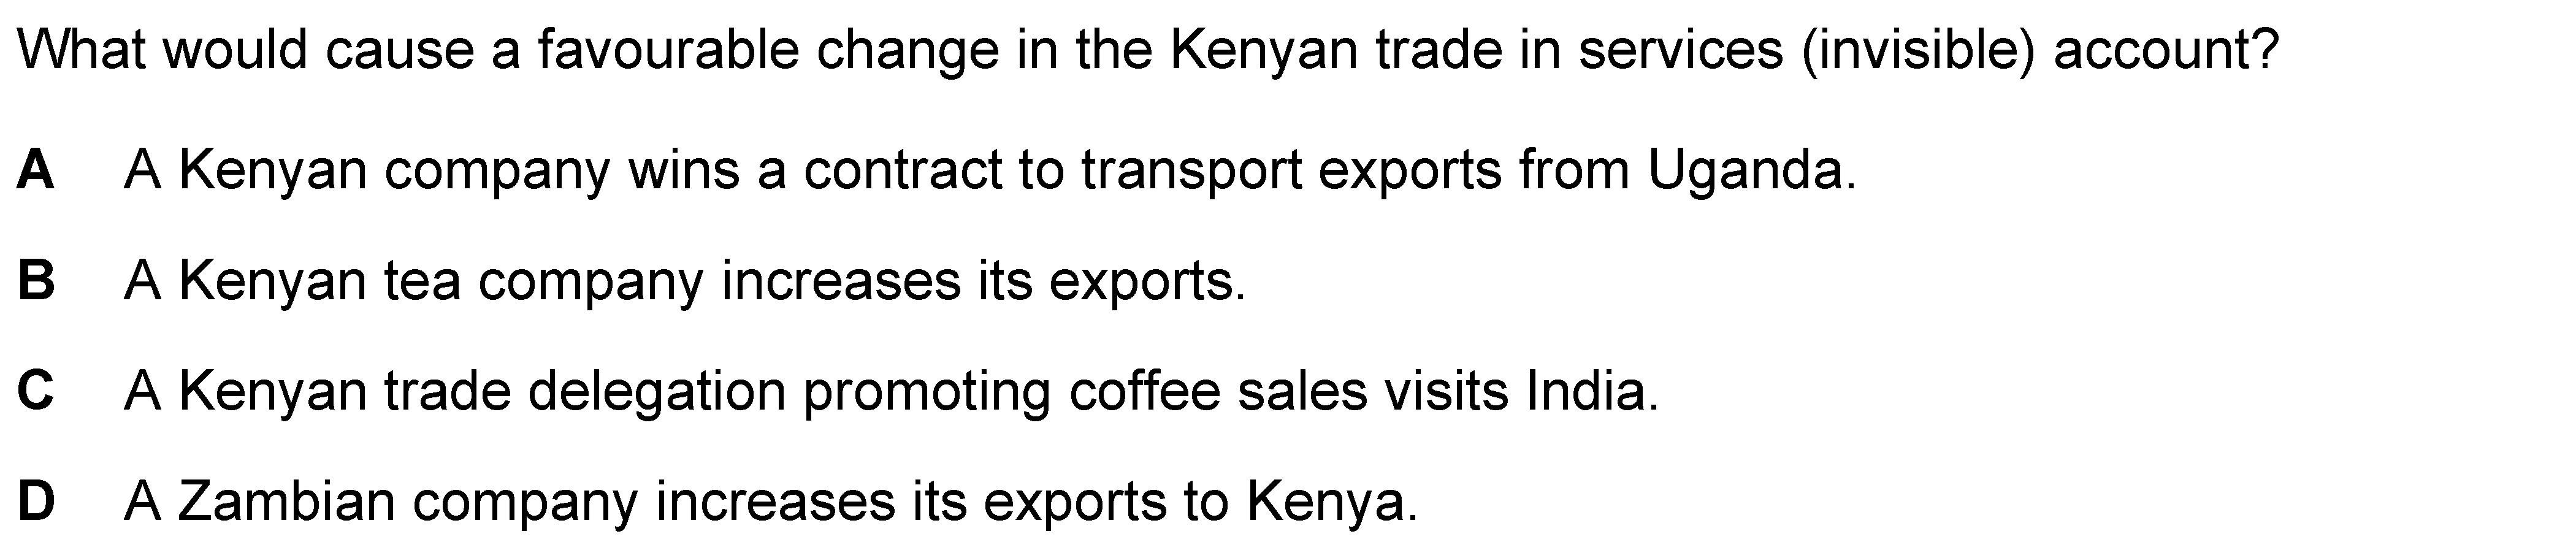 What would cause a favourable change in the Kenyan trade in services (invisible) account?
A A Kenyan company wins a contract to transport exports from Uganda.
B A Kenyan tea company increases its exports.
C A Kenyan trade delegation promoting coffee sales visits India.
D A Zambian company increases its exports to Kenya.